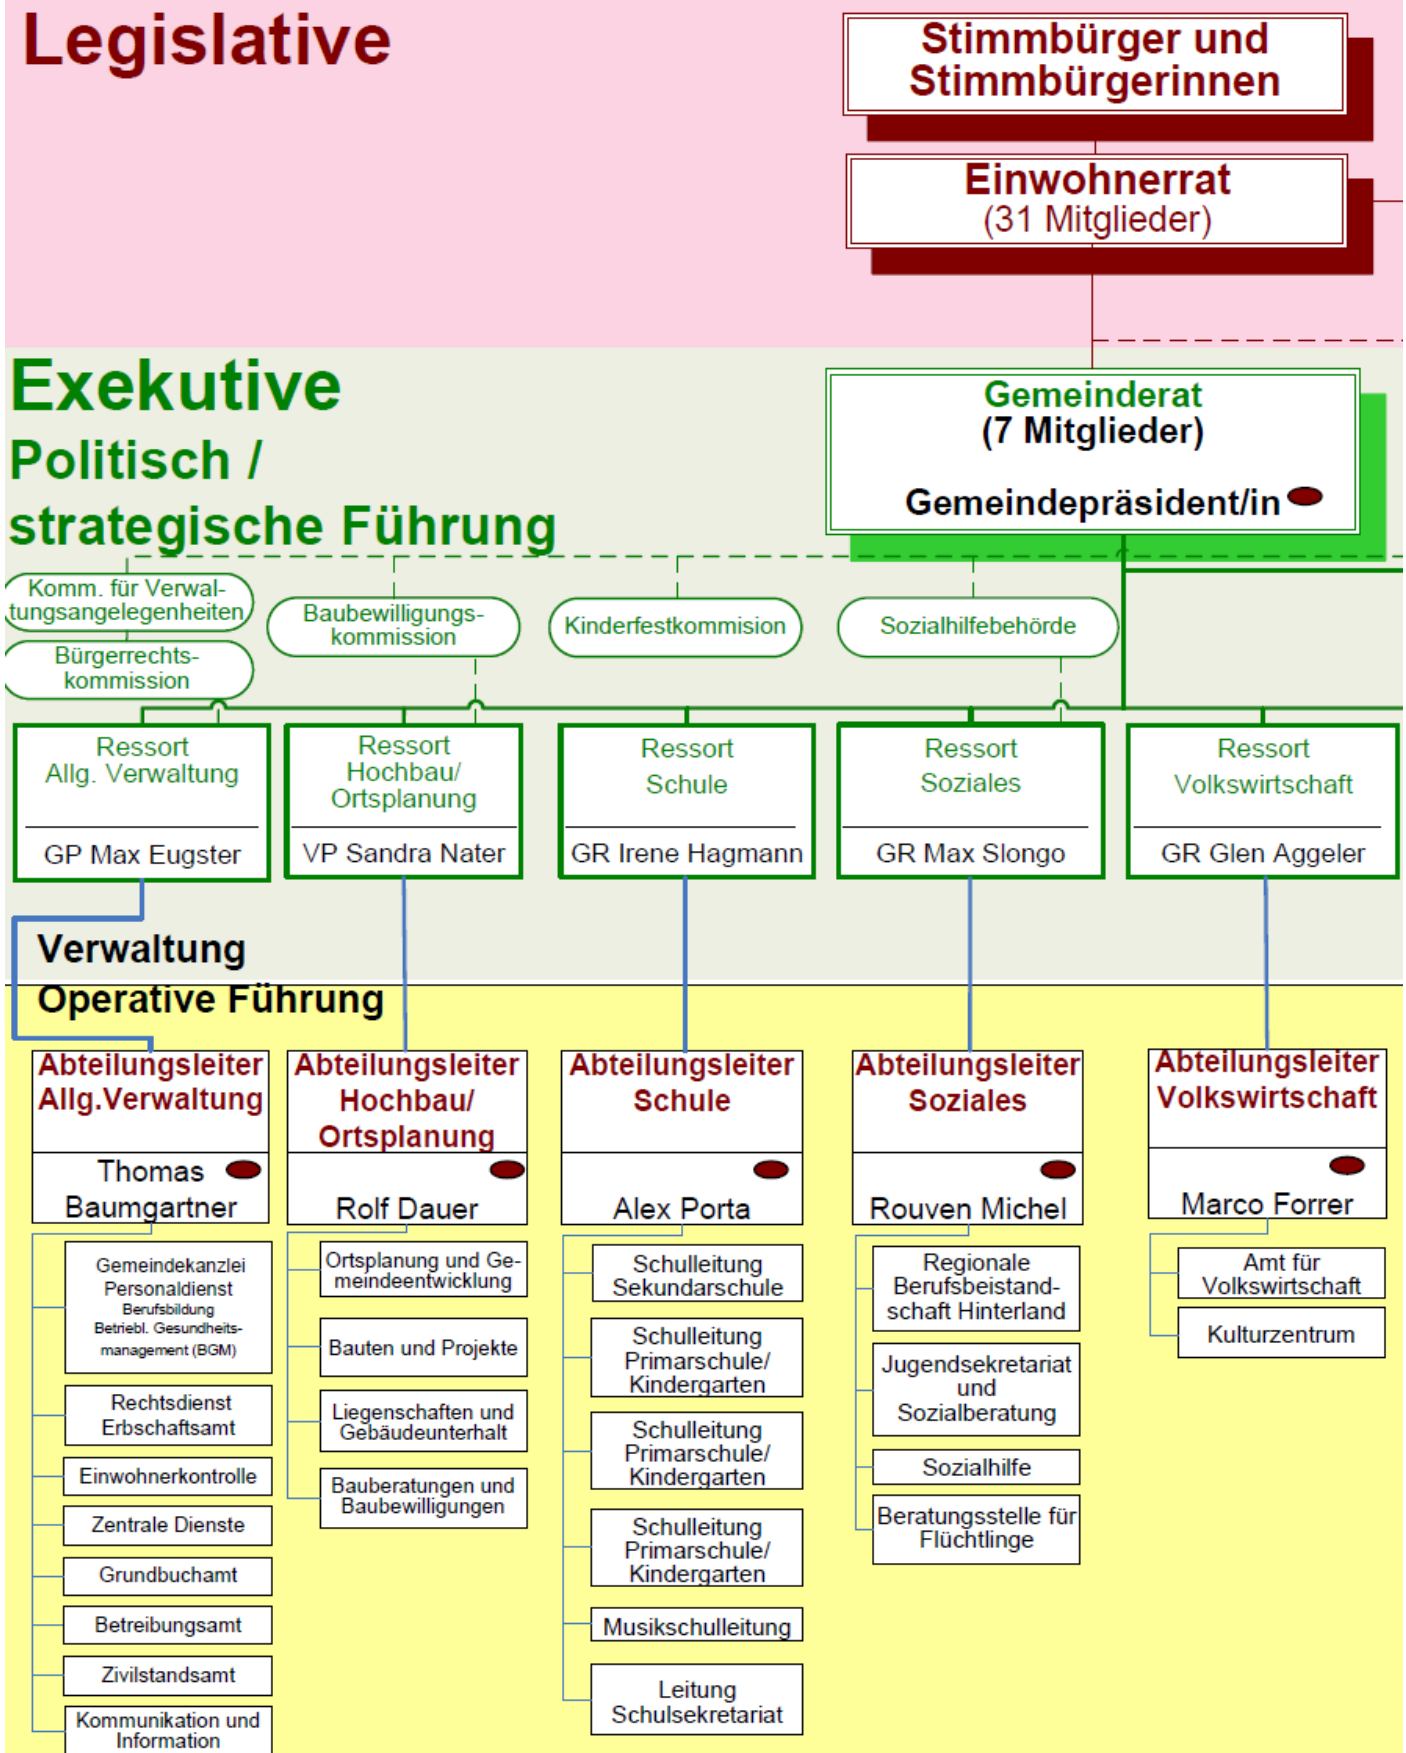 Legislative
Stimmbürger und
Stimmbürgerinnen
Einwohnerrat
(31 Mitglieder)
Exekutive
Politisch /
strategische Führung
Gemeinderat
(7 Mitglieder)
Gemeindepräsident/in
Komm. für Verwal-
tungsangelegenheiten
Bürgerrechts-
kommission
Baubewilligungs-
kommission
Kinderfestkommision
Sozialhilfebehörde
Ressort
Allg. Verwaltung
GP Max Eugster
Ressort
Hochbau/
Ortsplanung
VP Sandra Nater
Ressort
Schule
GR Irene Hagmann
Ressort
Soziales
GR Max Slongo
Ressort
Volkswirtschaft
GR Glen Aggeler
Verwaltung
Operative Führung
Abteilungsleiter
Allg.Verwaltung
Thomas
Baumgartner
Gemeindekanzlei
Personaldienst
Berufsbildung
Betriebl. Gesundheits-
management (BGM)
Rechtsdienst
Erbschaftsamt
Einwohnerkontrolle
Zentrale Dienste
Grundbuchamt
Betreibungsamt
Zivilstandsamt
Kommunikation und
Information
Abteilungsleiter
Hochbau/
Ortsplanung
Rolf Dauer
Ortsplanung und Ge-
meindeentwicklung
Bauten und Projekte
Liegenschaften und
Gebäudeunterhalt
Bauberatungen und
Baubewilligungen
Abteilungsleiter
Schule
Alex Porta
Schulleitung
Sekundarschule
Schulleitung
Primarschule/
Kindergarten
Schulleitung
Primarschule/
Kindergarten
Schulleitung
Primarschule/
Kindergarten
Musikschulleitung
Leitung
Schulsekretariat
Abteilungsleiter
Soziales
Rouven Michel
Regionale
Berufsbeistand-
schaft Hinterland
Jugendsekretariat
und
Sozialberatung
Sozialhilfe
Beratungsstelle für
Flüchtlinge
Abteilungsleiter
Volkswirtschaft
Marco Forrer
Amt für
Volkswirtschaft
Kulturzentrum